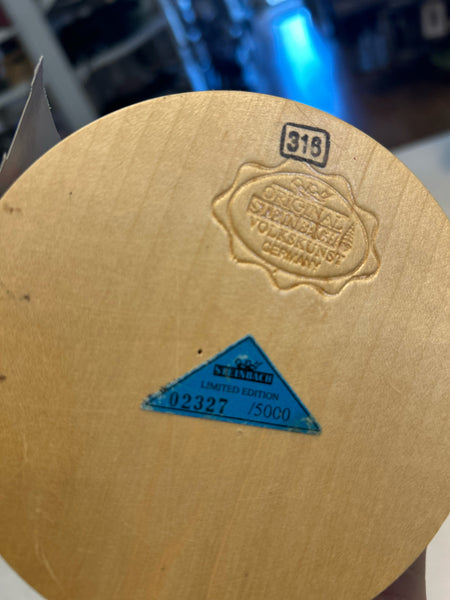 316
ORIGINAL
STEINBACH
VOLKSKUNST
GERMANY
STEINBACH
LIMITED EDITION
02327 /5000